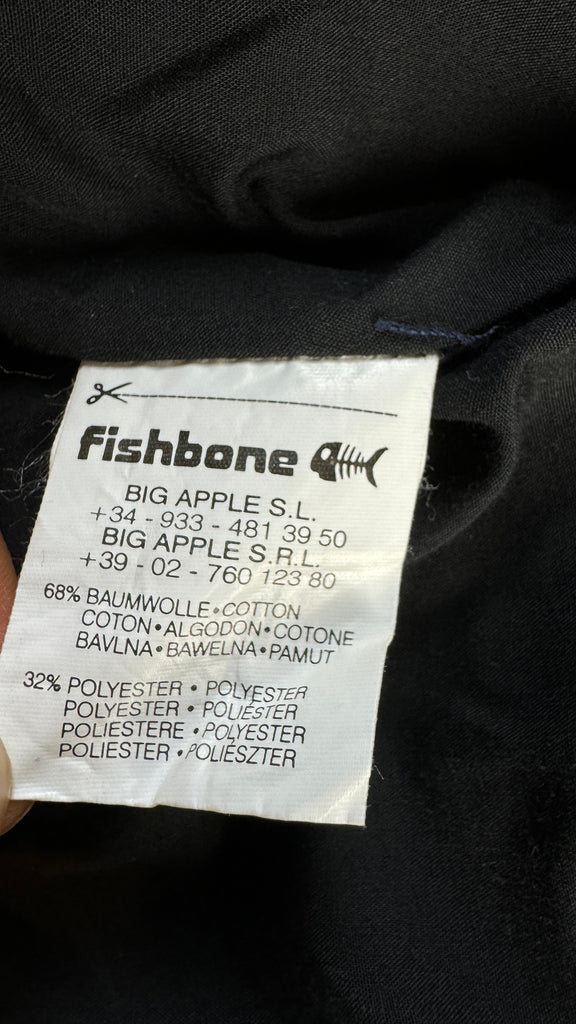 fishbone
BIG APPLE S.L.
+34 - 933 - 481 39 50
BIG APPLE S.R.L.
+39 - 02 - 760 123 80
68% BAUMWOLLE • COTTON
COTON • ALGODON • COTONE
BAVLNA • BAWELNA • PAMUT
32% POLYESTER • POLYESTER
POLYESTER • POLIÉSTER
POLIESTERE • POLYESTER
POLIESTER • POLIÉSZTER